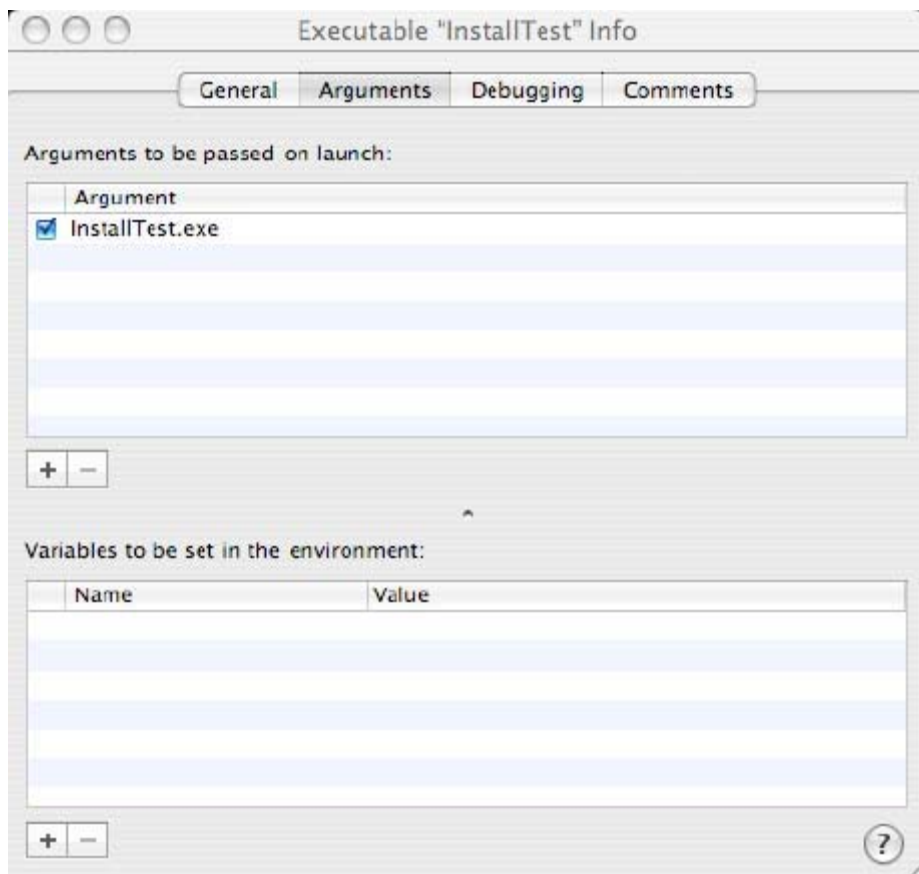 Executable "InstallTest" Info
General Arguments Debugging Comments
Arguments to be passed on launch:
Argument
InstallTest.exe
+ −
Variables to be set in the environment:
Name Value
+ −
?